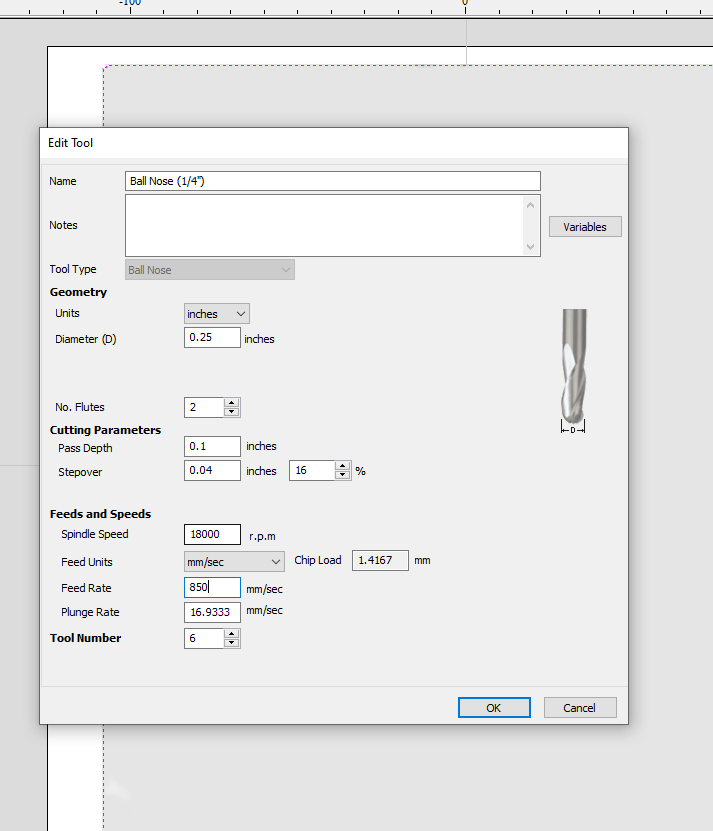 -100 0
Edit Tool
Name Ball Nose (1/4")
Notes
Variables
Tool Type Ball Nose
Geometry
Units inches
Diameter (D) 0.25 inches
No. Flutes 2
D
Cutting Parameters
Pass Depth 0.1 inches
Stepover 0.04 inches 16 %
Feeds and Speeds
Spindle Speed 18000 r.p.m
Feed Units mm/sec Chip Load 1.4167 mm
Feed Rate 850 mm/sec
Plunge Rate 16.9333 mm/sec
Tool Number 6
OK Cancel